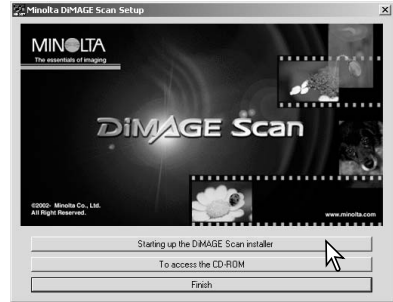 Minolta DiMAGE Scan Setup
MINOLTA
The essentials of imaging
DiMAGE Scan
©2002- Minolta Co., Ltd.
All Right Reserved.
www.minolta.com
Starting up the DiMAGE Scan installer
To access the CD-ROM
Finish